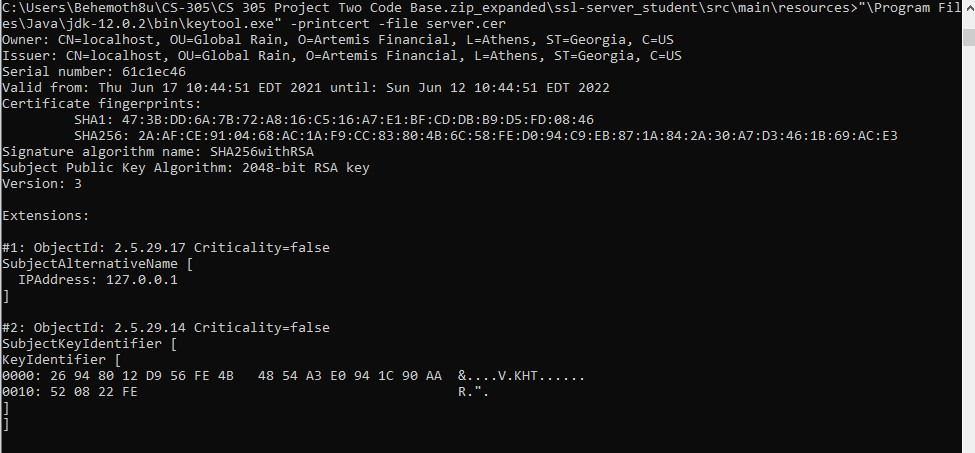 C:\Users\Behemoth8u\CS-305\CS 305 Project Two Code Base.zip_expanded\ssl-server_student\src\main\resources>"\Program Fil
es\Java\jdk-12.0.2\bin\keytool.exe" -printcert -file server.cer
Owner: CN=localhost, OU=Global Rain, O=Artemis Financial, L=Athens, ST=Georgia, C=US
Issuer: CN=localhost, OU=Global Rain, O=Artemis Financial, L=Athens, ST=Georgia, C=US
Serial number: 61c1ec46
Valid from: Thu Jun 17 10:44:51 EDT 2021 until: Sun Jun 12 10:44:51 EDT 2022
Certificate fingerprints:
         SHA1: 47:3B:DD:6A:7B:72:A8:16:C5:16:A7:E1:BF:CD:DB:B9:D5:FD:08:46
         SHA256: 2A:AF:CE:91:04:68:AC:1A:F9:CC:83:80:4B:6C:58:FE:D0:94:C9:EB:87:1A:84:2A:30:A7:D3:46:1B:69:AC:E3
Signature algorithm name: SHA256withRSA
Subject Public Key Algorithm: 2048-bit RSA key
Version: 3
Extensions:
#1: ObjectId: 2.5.29.17 Criticality=false
SubjectAlternativeName [
  IPAddress: 127.0.0.1
]
#2: ObjectId: 2.5.29.14 Criticality=false
SubjectKeyIdentifier [
KeyIdentifier [
0000: 26 94 80 12 D9 56 FE 4B   48 54 A3 E0 94 1C 90 AA  &....V.KHT......
0010: 52 08 22 FE                                        R.".
]
]